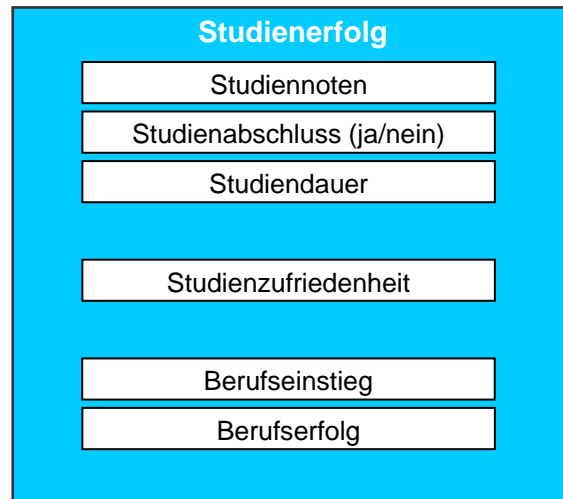 Studienerfolg
Studiennoten
Studienabschluss (ja/nein)
Studiendauer
Studienzufriedenheit
Berufseinstieg
Berufserfolg